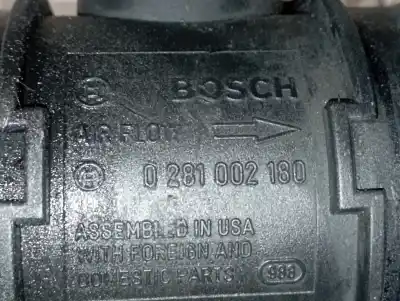 BOSCH
AIR FLOW
0 281 002 180
ASSEMBLED IN USA
WITH FOREIGN AND
DOMESTIC PARTS 988